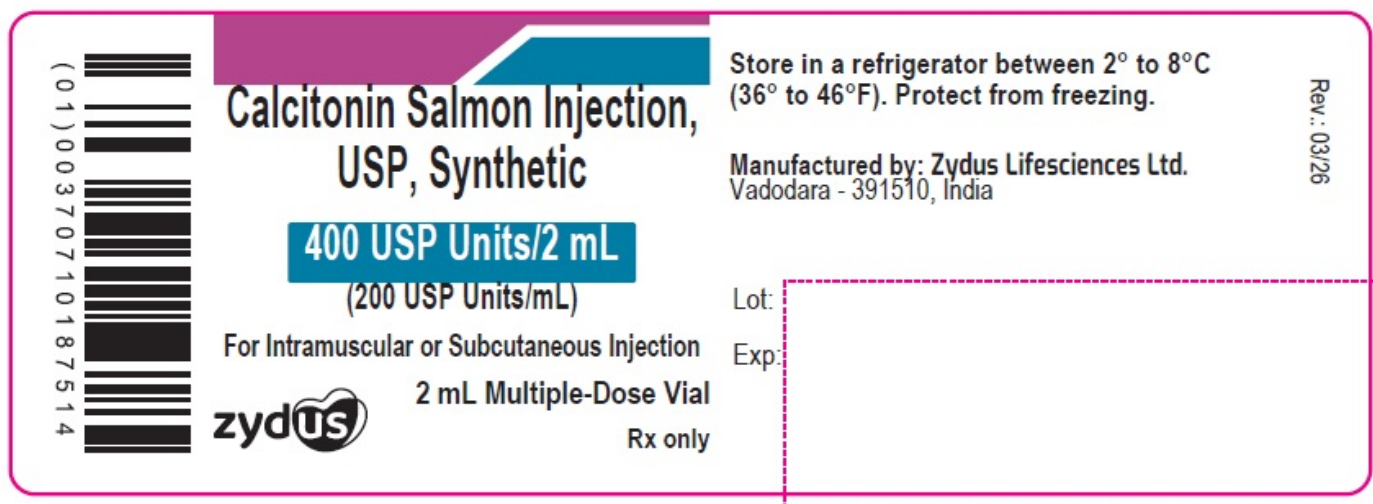 (01)00370710187514
Calcitonin Salmon Injection,
USP, Synthetic
400 USP Units/2 mL
(200 USP Units/mL)
For Intramuscular or Subcutaneous Injection
2 mL Multiple-Dose Vial
zydus
Rx only
Store in a refrigerator between 2° to 8°C
(36° to 46°F). Protect from freezing.
Manufactured by: Zydus Lifesciences Ltd.
Vadodara - 391510, India
Lot:
Exp:
Rev.: 03/26